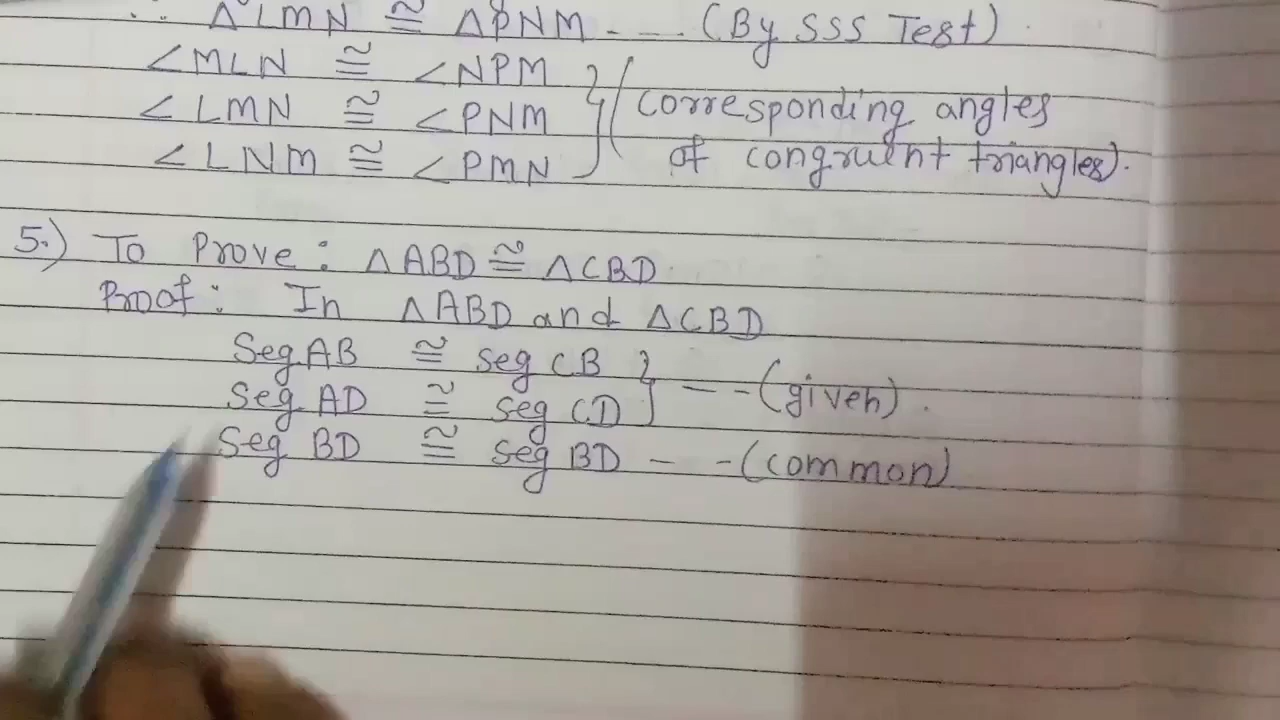 ∴ △LMN ≅ △PNM - - - (By SSS Test).
∠MLN ≅ ∠NPM
∠LMN ≅ ∠PNM } (corresponding angles
∠LNM ≅ ∠PMN of congruent triangles).
5.) To Prove: △ABD ≅ △CBD.
Proof: In △ABD and △CBD
Seg AB ≅ seg CB
Seg AD ≅ seg CD } - - (given).
Seg BD ≅ seg BD - - (common)